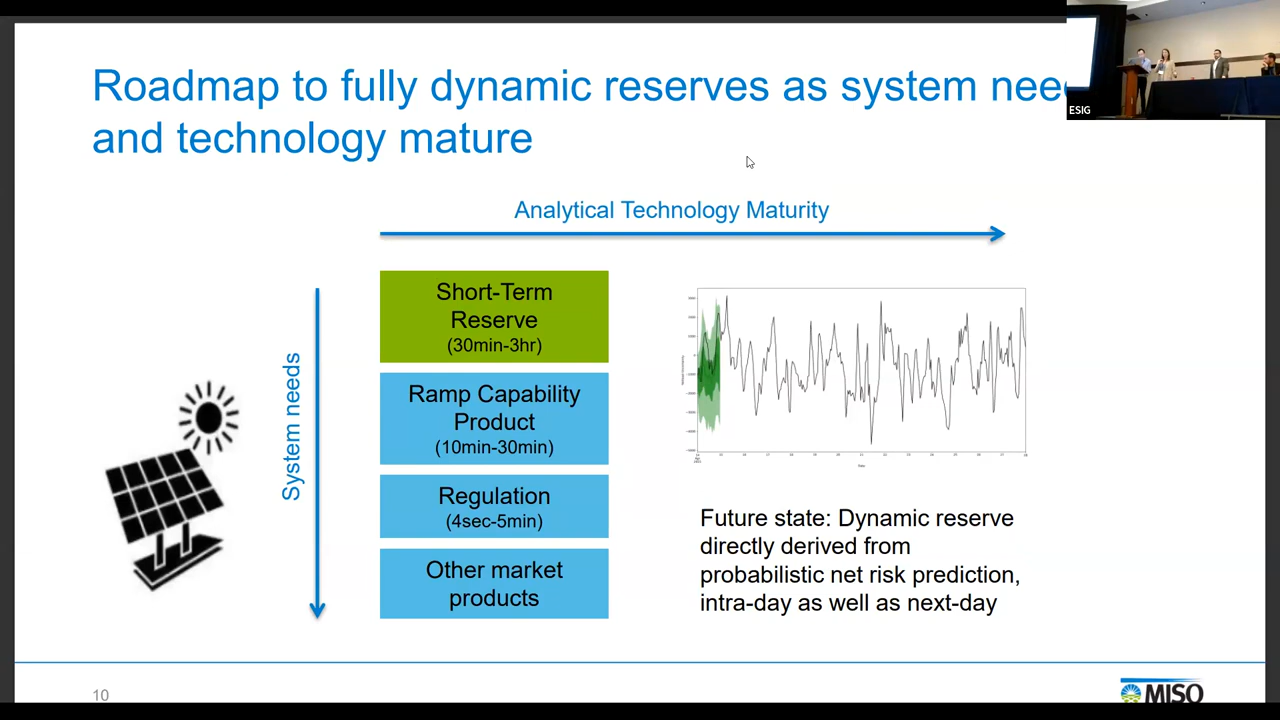 Roadmap to fully dynamic reserves as system nee
and technology mature
ESIG
Analytical Technology Maturity
System needs
Short-Term
Reserve
(30min-3hr)
Ramp Capability
Product
(10min-30min)
Regulation
(4sec-5min)
Other market
products
Future state: Dynamic reserve
directly derived from
probabilistic net risk prediction,
intra-day as well as next-day
10
MISO